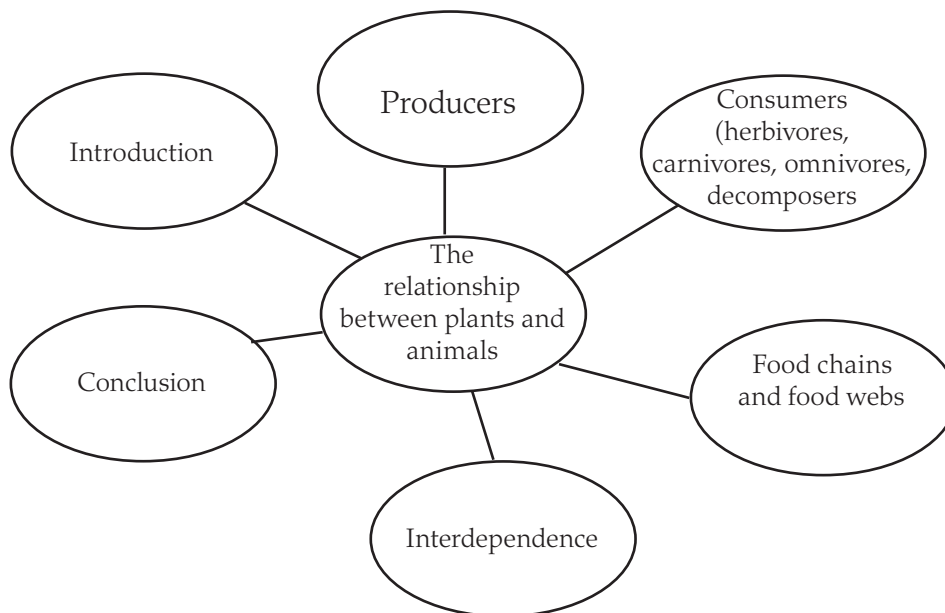 Producers
Introduction
Consumers
(herbivores,
carnivores, omnivores,
decomposers
The
relationship
between plants and
animals
Conclusion
Food chains
and food webs
Interdependence